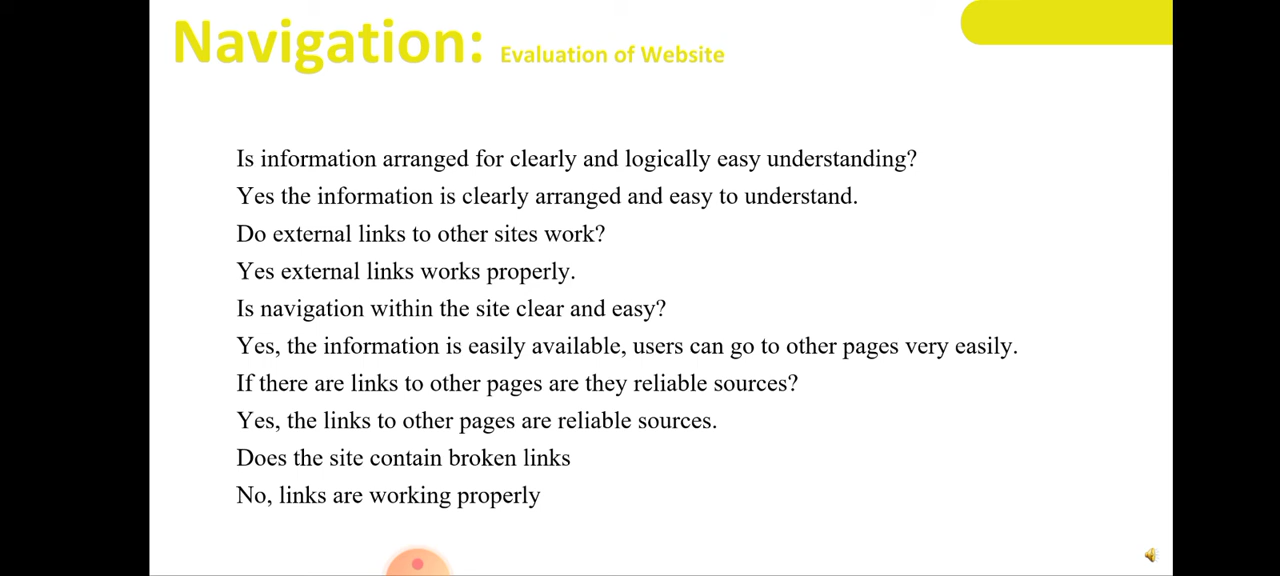 Navigation: Evaluation of Website
Is information arranged for clearly and logically easy understanding?
Yes the information is clearly arranged and easy to understand.
Do external links to other sites work?
Yes external links works properly.
Is navigation within the site clear and easy?
Yes, the information is easily available, users can go to other pages very easily.
If there are links to other pages are they reliable sources?
Yes, the links to other pages are reliable sources.
Does the site contain broken links
No, links are working properly